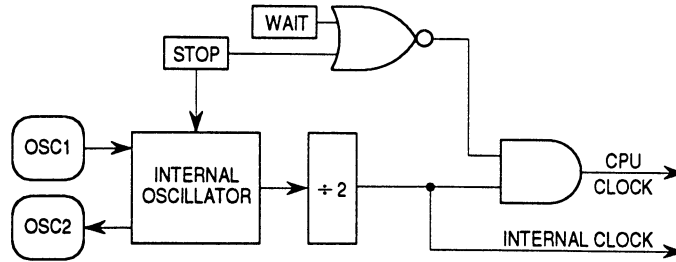 WAIT
STOP
OSC1
INTERNAL
OSCILLATOR
÷ 2
CPU
CLOCK
OSC2
INTERNAL CLOCK